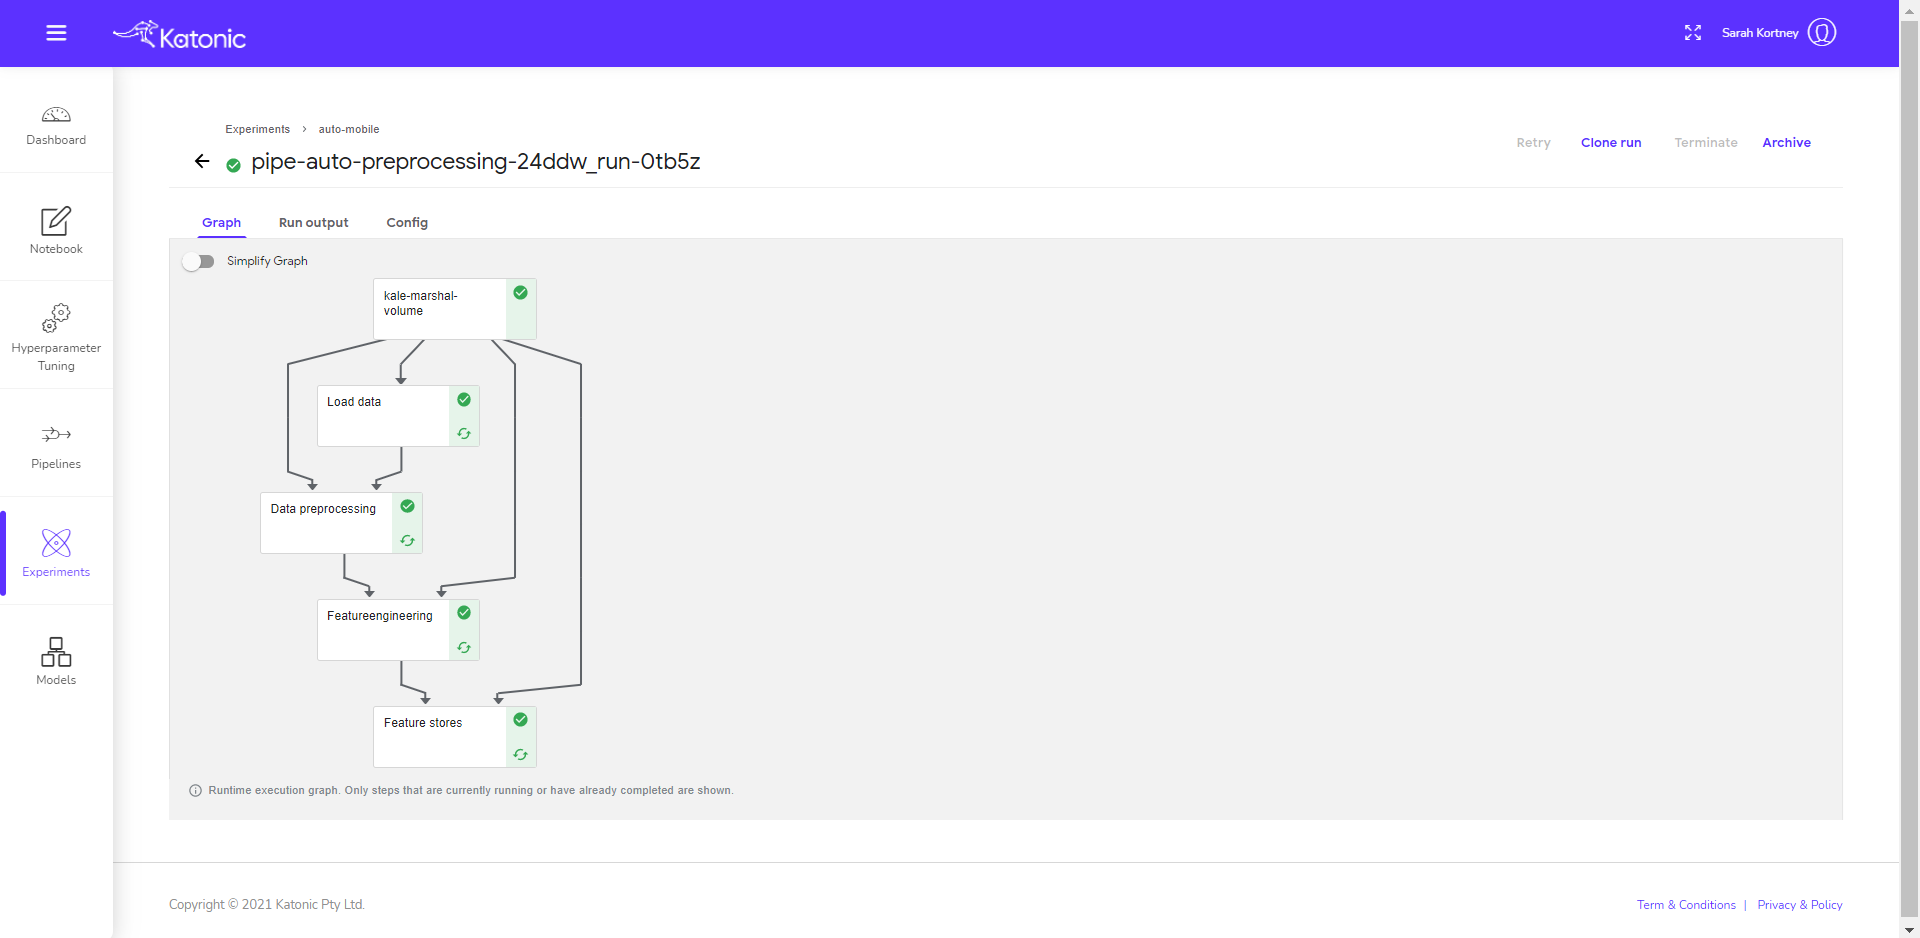 Katonic
Sarah Kortney
Dashboard
Notebook
Hyperparameter
Tuning
Pipelines
Experiments
Models
Experiments > auto-mobile
pipe-auto-preprocessing-24ddw_run-0tb5z
Retry Clone run Terminate Archive
Graph Run output Config
Simplify Graph
kale-marshal-
volume
Load data
Data preprocessing
Featureengineering
Feature stores
Runtime execution graph. Only steps that are currently running or have already completed are shown.
Copyright © 2021 Katonic Pty Ltd.
Term & Conditions | Privacy & Policy